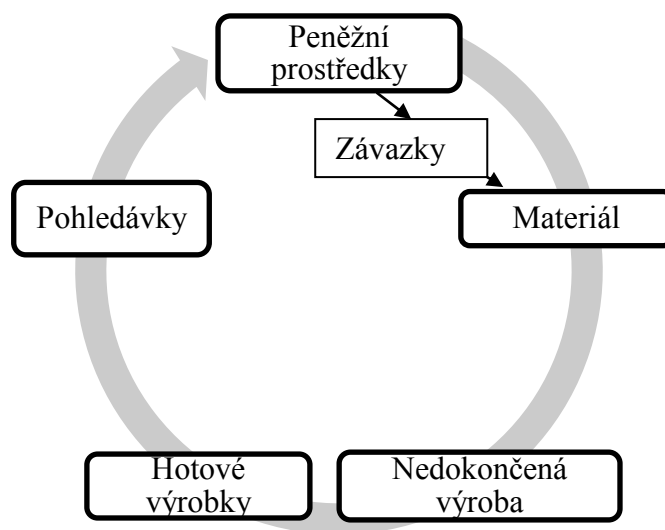 Peněžní
prostředky
Závazky
Materiál
Nedokončená
výroba
Hotové
výrobky
Pohledávky